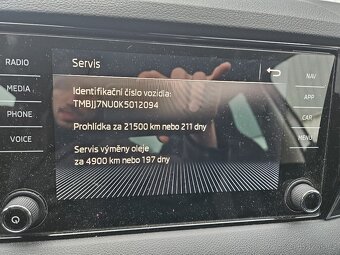 Servis
RADIO
MEDIA
PHONE
VOICE
Identifikační číslo vozidla:
TMBJJ7NU0K5012094
Prohlídka za 21500 km nebo 211 dny
Servis výměny oleje
za 4900 km nebo 197 dny
NAV
APP
CAR
MENU